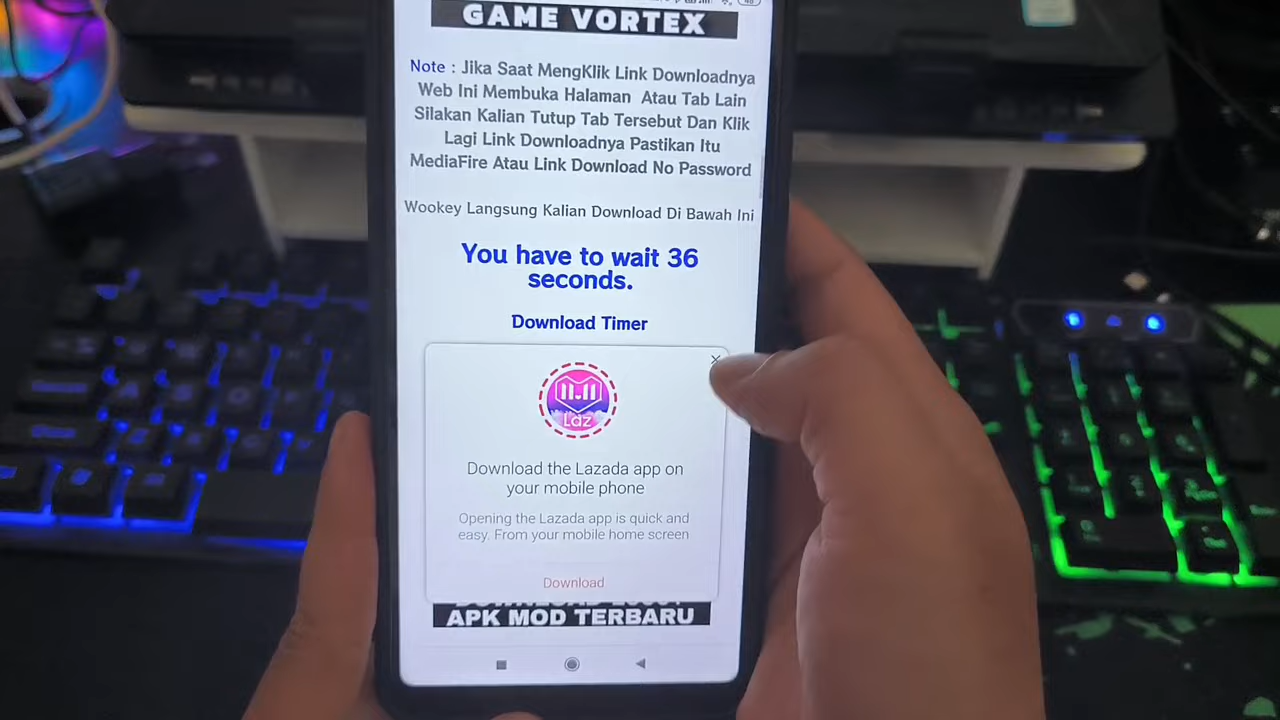 GAME VORTEX
Note : Jika Saat MengKlik Link Downloadnya
Web Ini Membuka Halaman Atau Tab Lain
Silakan Kalian Tutup Tab Tersebut Dan Klik
Lagi Link Downloadnya Pastikan Itu
MediaFire Atau Link Download No Password
Wookey Langsung Kalian Download Di Bawah Ini
You have to wait 36
seconds.
Download Timer
11.11
Laz
Download the Lazada app on
your mobile phone
Opening the Lazada app is quick and
easy. From your mobile home screen
Download
APK MOD TERBARU